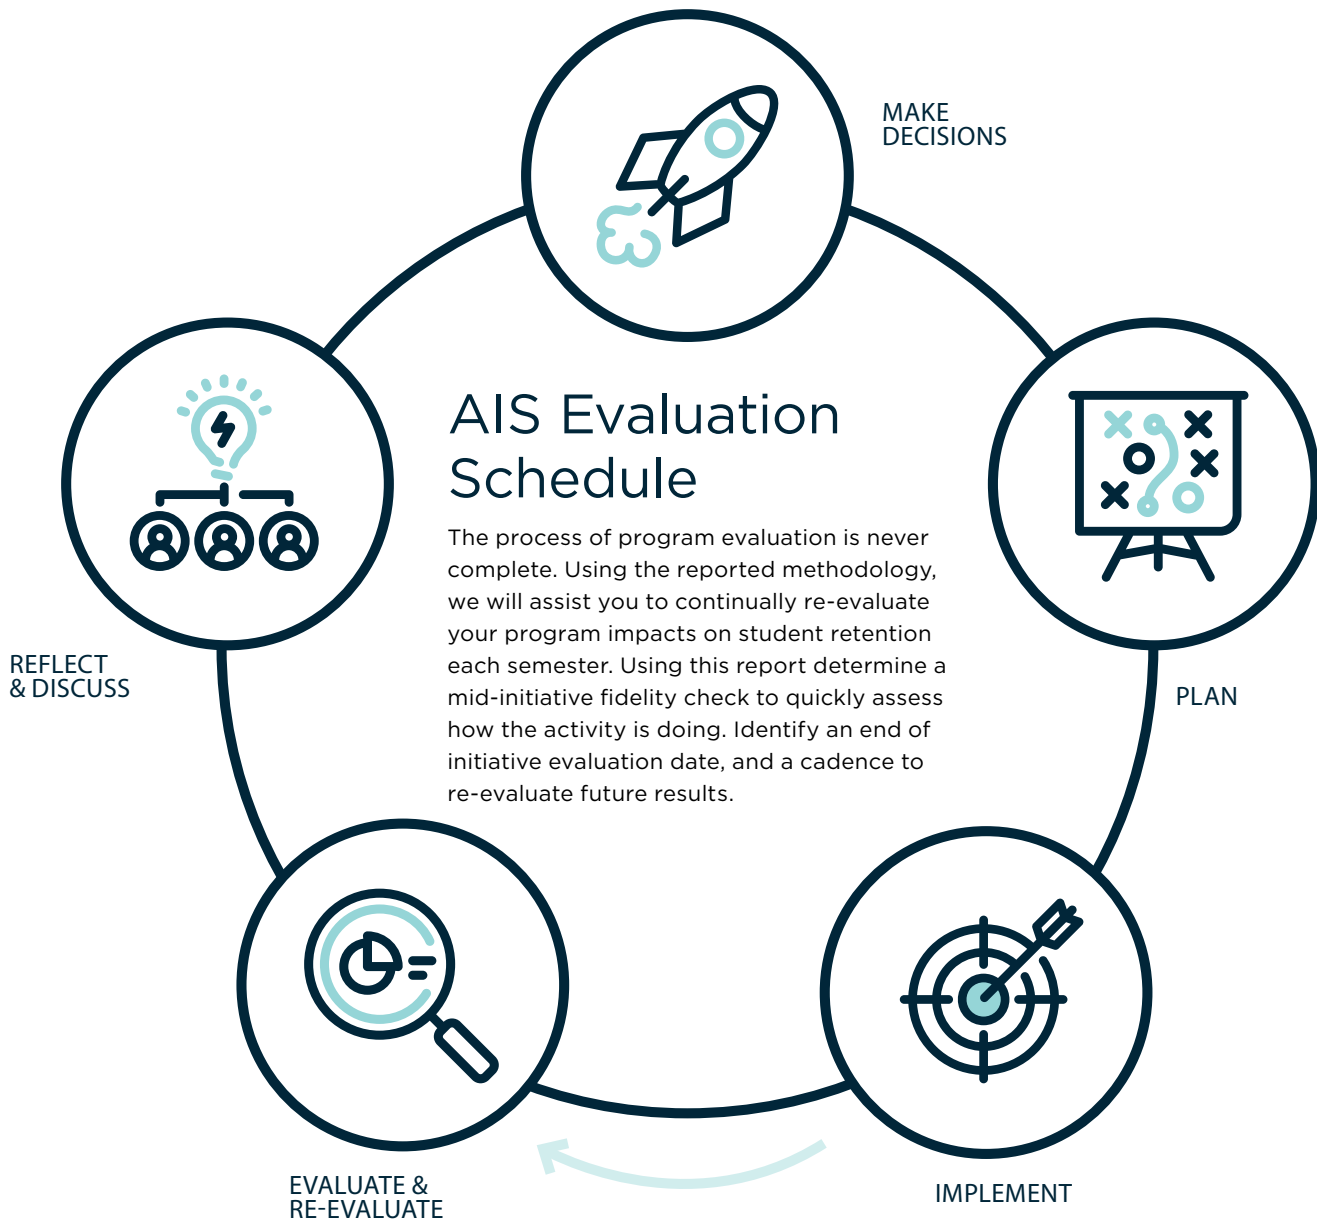 MAKE
DECISIONS
AIS Evaluation
Schedule
The process of program evaluation is never
complete. Using the reported methodology,
we will assist you to continually re-evaluate
your program impacts on student retention
each semester. Using this report determine a
mid-initiative fidelity check to quickly assess
how the activity is doing. Identify an end of
initiative evaluation date, and a cadence to
re-evaluate future results.
REFLECT
& DISCUSS
PLAN
EVALUATE &
RE-EVALUATE
IMPLEMENT